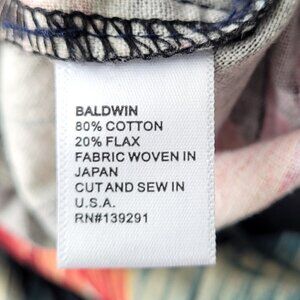 BALDWIN
80% COTTON
20% FLAX
FABRIC WOVEN IN
JAPAN
CUT AND SEW IN
U.S.A.
RN#139291